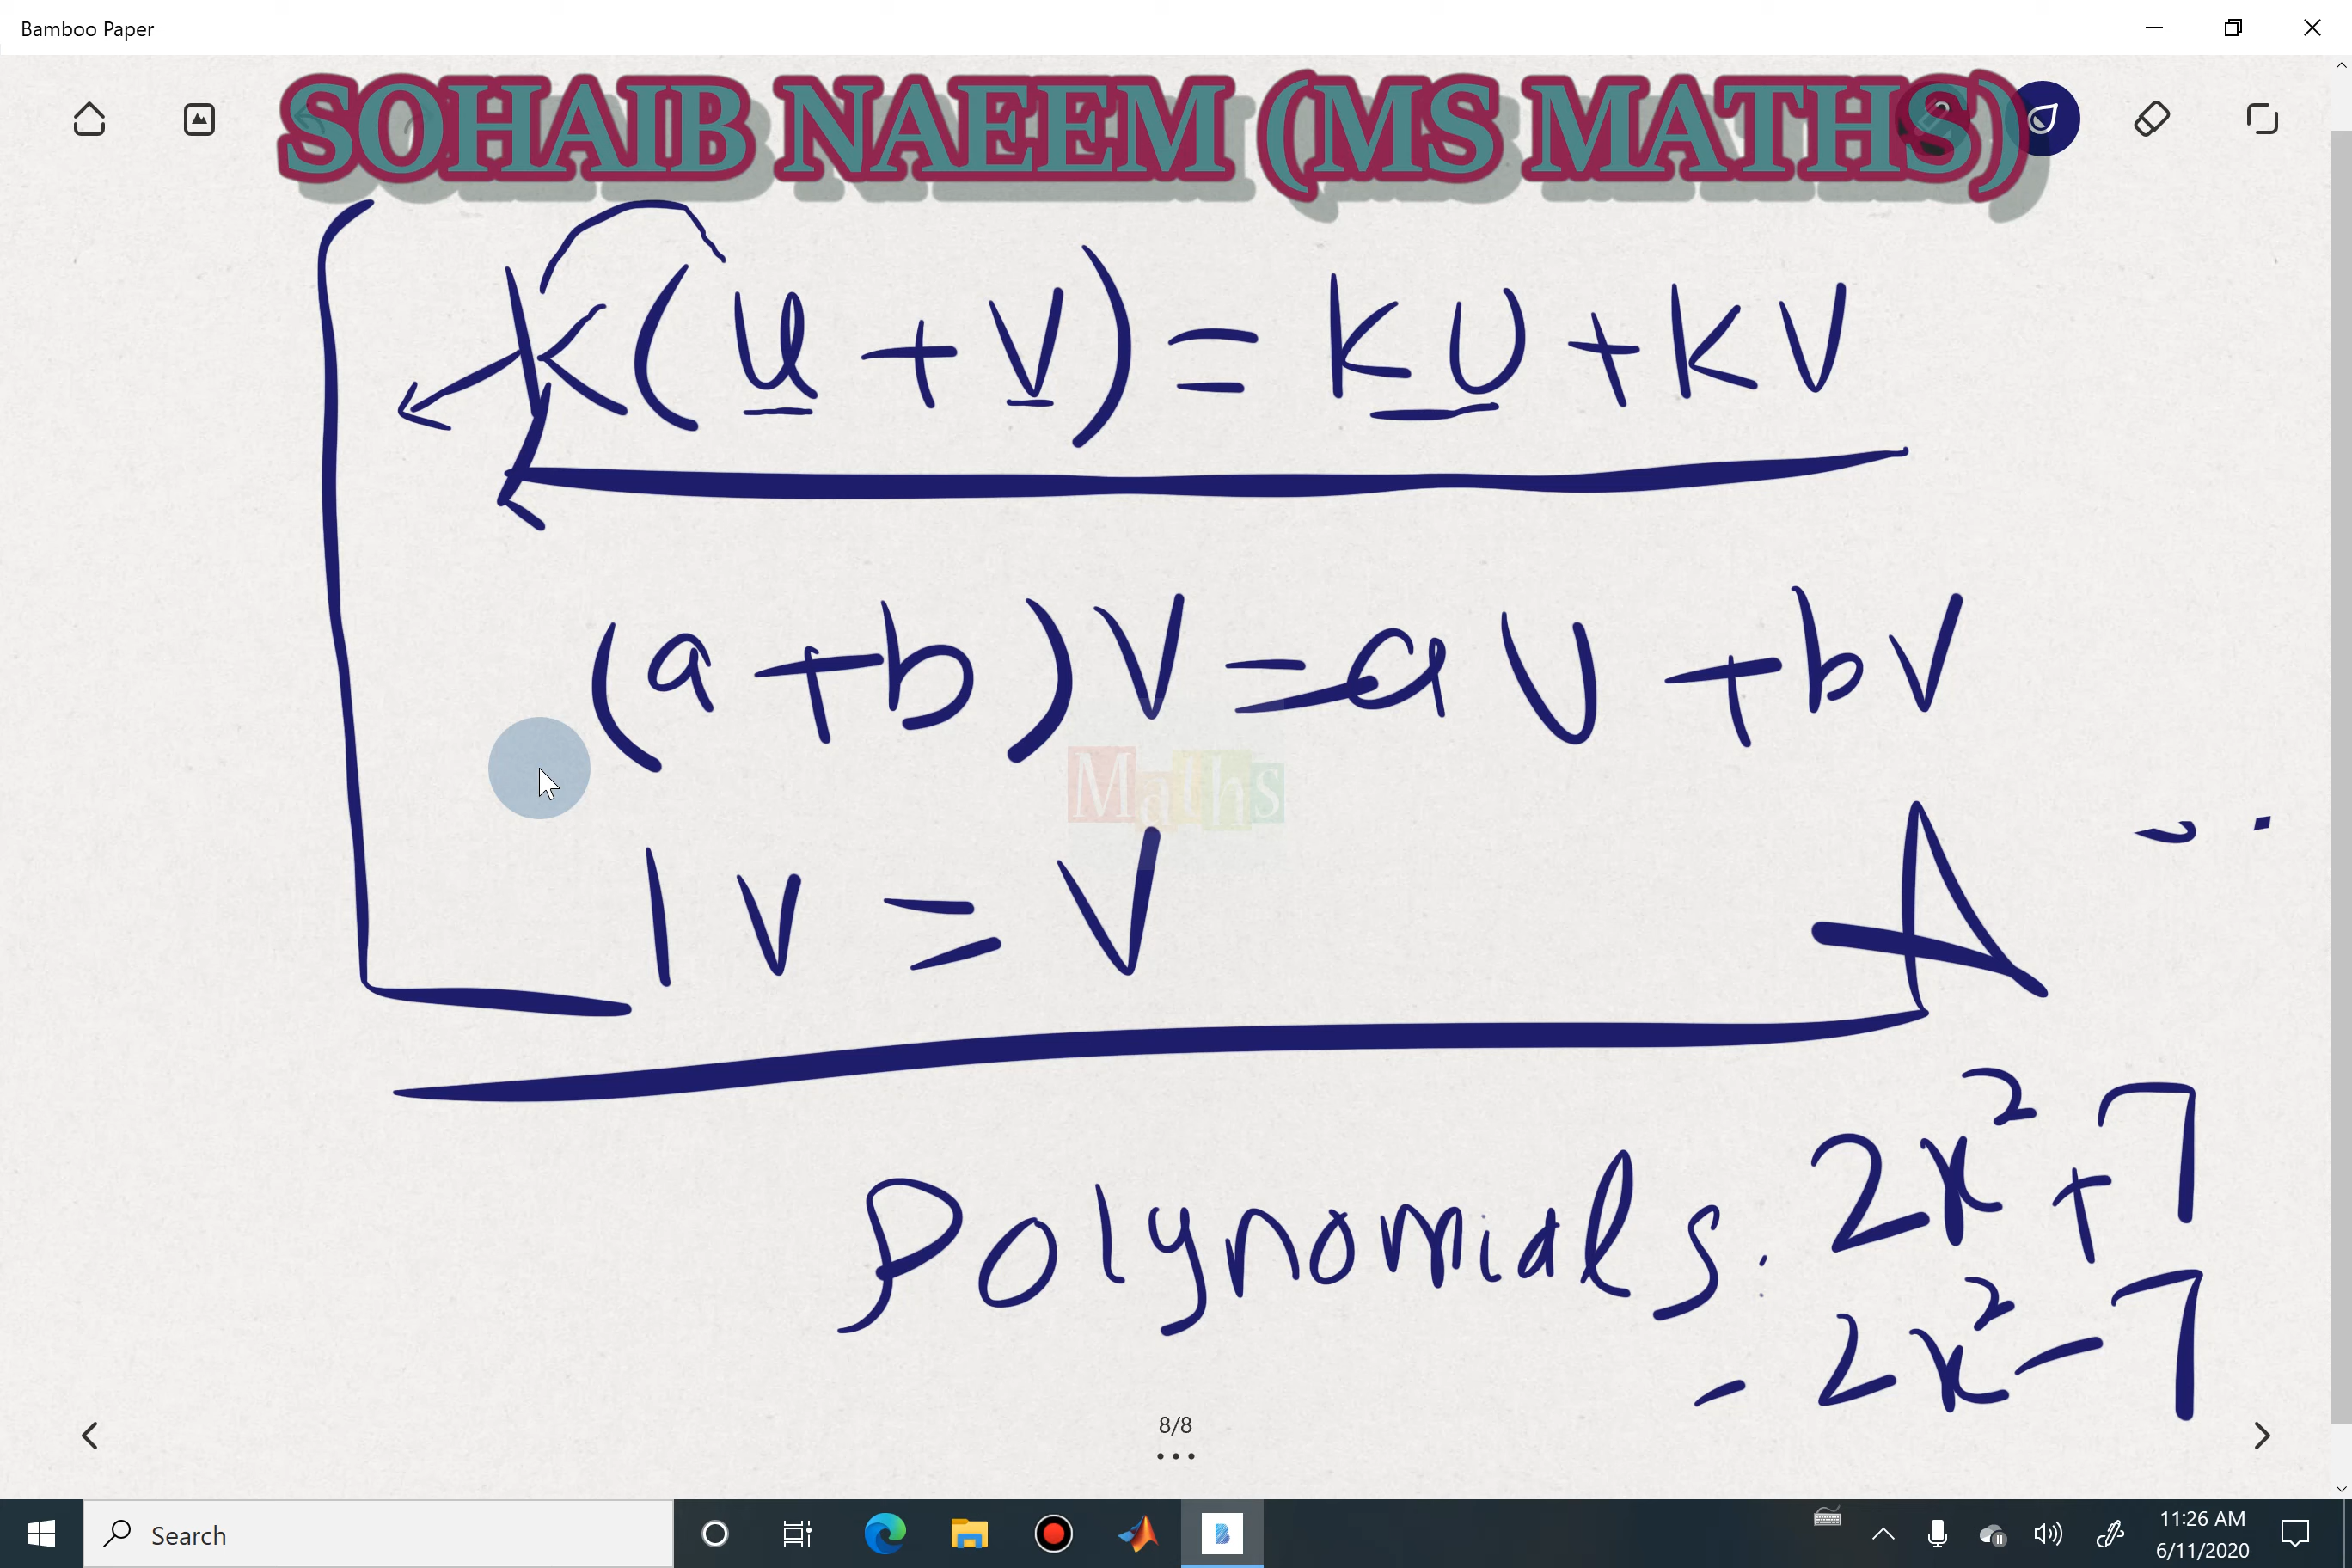 Bamboo Paper
SOHAIB NAEEM (MS MATHS)
K(u+v)=KU+KV
(a+b)V=aU+bV
Maths
1V=V
A
Polynomials. 2x²+7
-2x²-7
8/8
Search
11:26 AM
6/11/2020